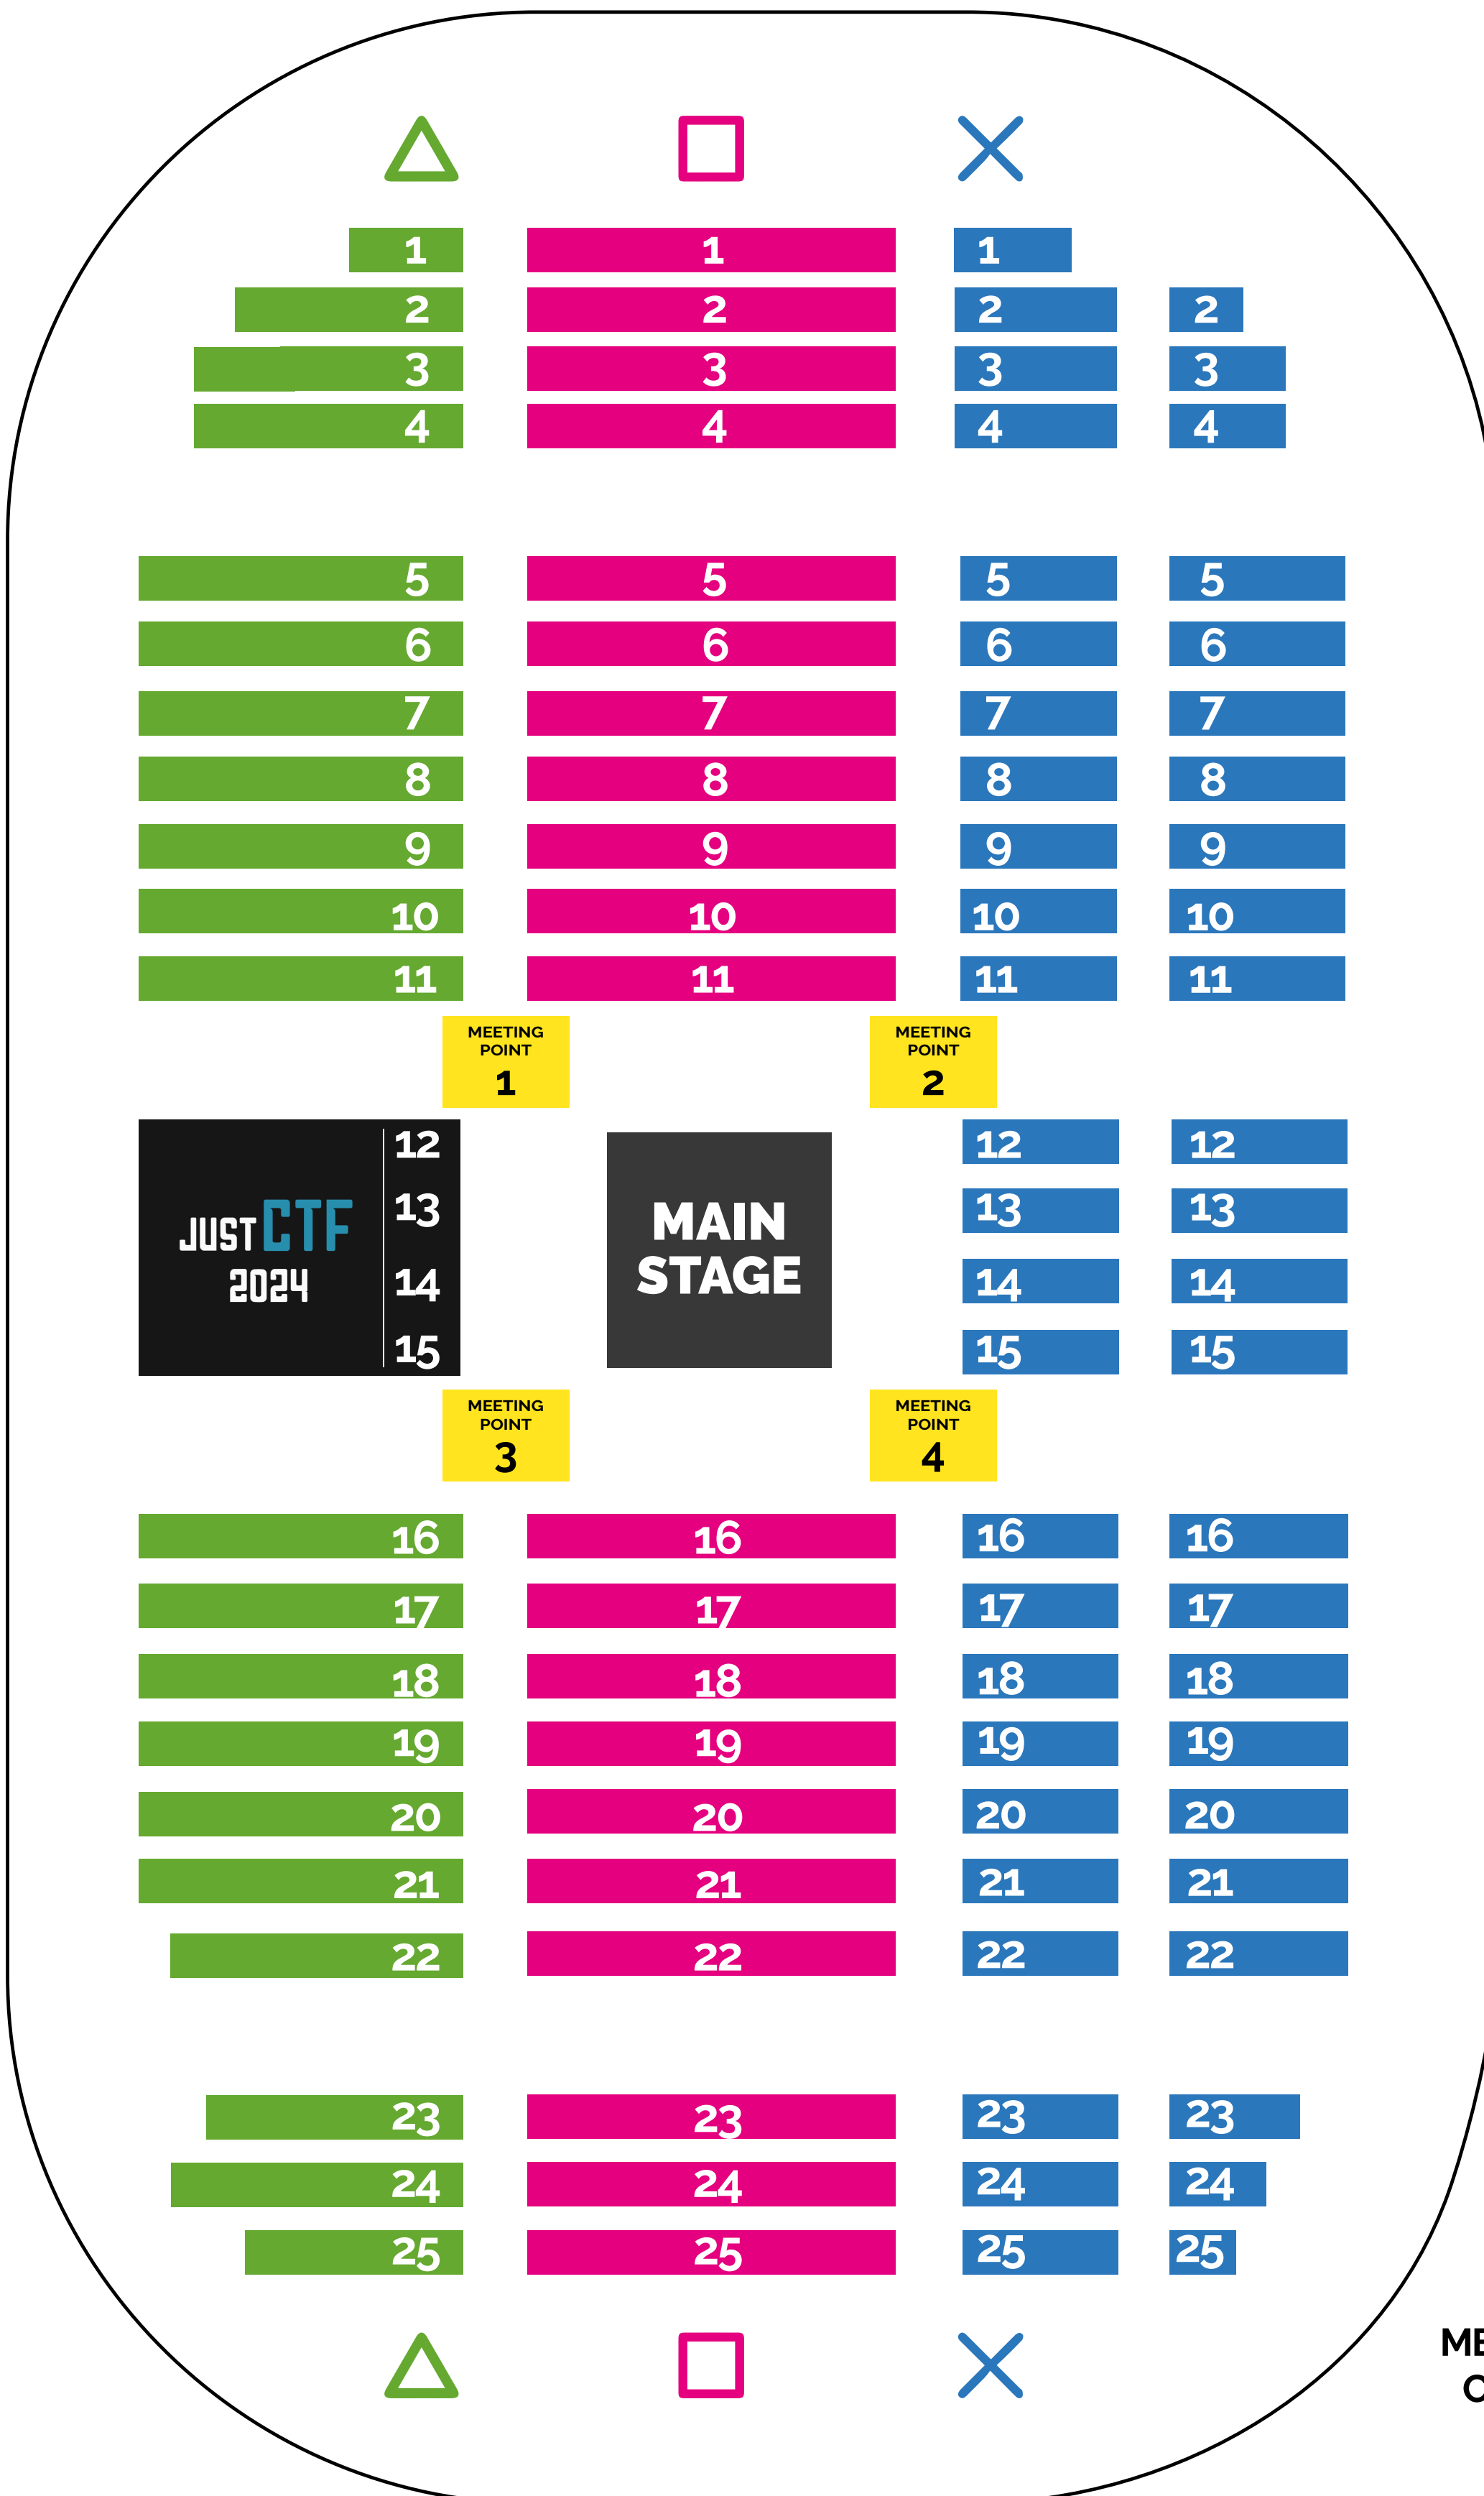 1 1 1
2 2 2 2
3 3 3 3
4 4 4 4
5 5 5 5
6 6 6 6
7 7 7 7
8 8 8 8
9 9 9 9
10 10 10 10
11 11 11 11
MEETING POINT 1
MEETING POINT 2
JUSTCTF
2024
12
13
14
15
MAIN
STAGE
12 12
13 13
14 14
15 15
MEETING POINT 3
MEETING POINT 4
16 16 16 16
17 17 17 17
18 18 18 18
19 19 19 19
20 20 20 20
21 21 21 21
22 22 22 22
23 23 23 23
24 24 24 24
25 25 25 25